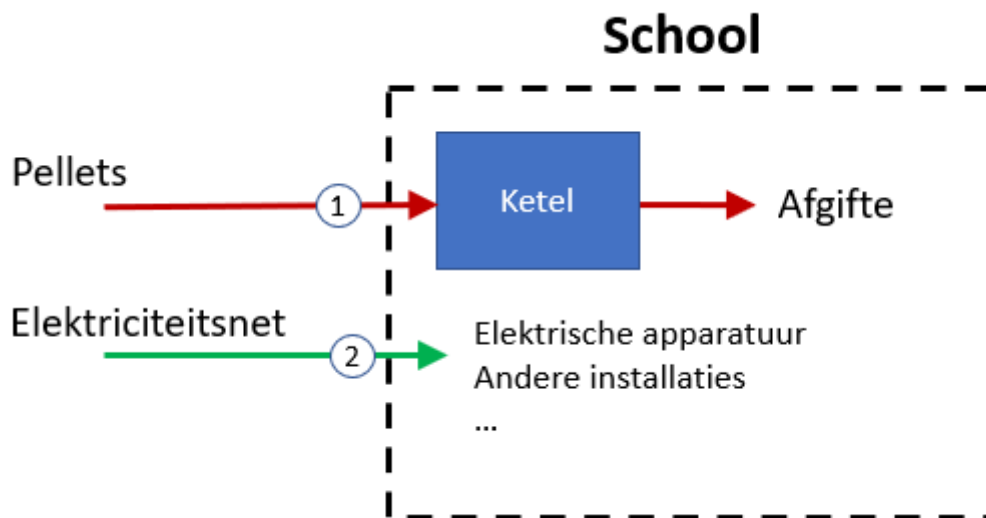 School
Pellets
1
Ketel
Afgifte
Elektriciteitsnet
2
Elektrische apparatuur
Andere installaties
...